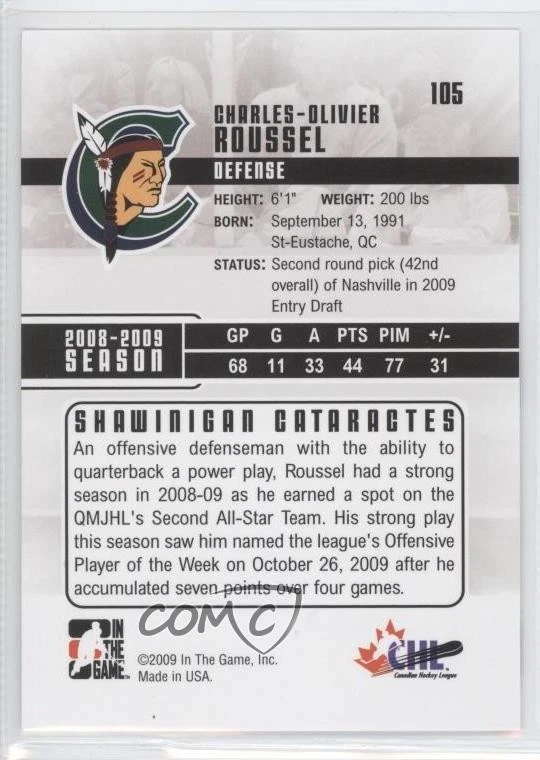 105
CHARLES-OLIVIER
ROUSSEL
DEFENSE
HEIGHT: 6'1" WEIGHT: 200 lbs
BORN: September 13, 1991
St-Eustache, QC
STATUS: Second round pick (42nd
overall) of Nashville in 2009
Entry Draft
2008-2009
SEASON
GP G A PTS PIM +/-
68 11 33 44 77 31
SHAWINIGAN CATARACTES
An offensive defenseman with the ability to
quarterback a power play, Roussel had a strong
season in 2008-09 as he earned a spot on the
QMJHL's Second All-Star Team. His strong play
this season saw him named the league's Offensive
Player of the Week on October 26, 2009 after he
accumulated seven points over four games.
COMC
IN
THE
GAME
©2009 In The Game, Inc.
Made in USA.
CHL
Canadian Hockey League